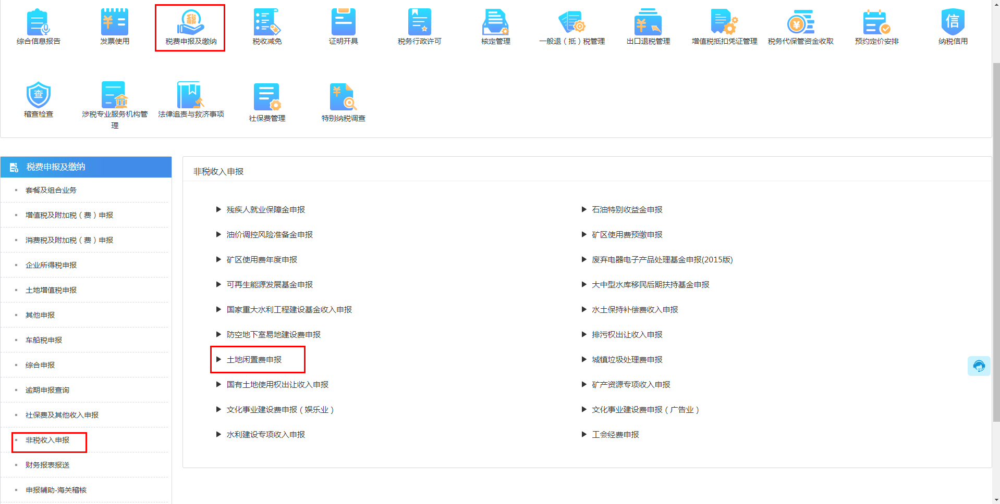 综合信息报告
发票使用
税
税费申报及缴纳
税收减免
证明开具
税务行政许可
核定管理
一般退（抵）税管理
出口退税管理
增值税抵扣凭证管理
税务代保管资金收取
预约定价安排
信
纳税信用
查
稽查检查
涉税专业服务机构管
理
法律追责与救济事项
社保费管理
特别纳税调查
税费申报及缴纳
套餐及组合业务
增值税及附加税（费）申报
消费税及附加税（费）申报
企业所得税申报
土地增值税申报
其他申报
车船税申报
综合申报
逾期申报查询
社保费及其他收入申报
非税收入申报
财务报表报送
申报辅助-海关稽核
非税收入申报
残疾人就业保障金申报
石油特别收益金申报
油价调控风险准备金申报
矿区使用费预缴申报
矿区使用费年度申报
废弃电器电子产品处理基金申报(2015版)
可再生能源发展基金申报
大中型水库移民后期扶持基金申报
国家重大水利工程建设基金收入申报
水土保持补偿费收入申报
防空地下室易地建设费申报
排污权出让收入申报
土地闲置费申报
城镇垃圾处理费申报
国有土地使用权出让收入申报
矿产资源专项收入申报
文化事业建设费申报（娱乐业）
文化事业建设费申报（广告业）
水利建设专项收入申报
工会经费申报